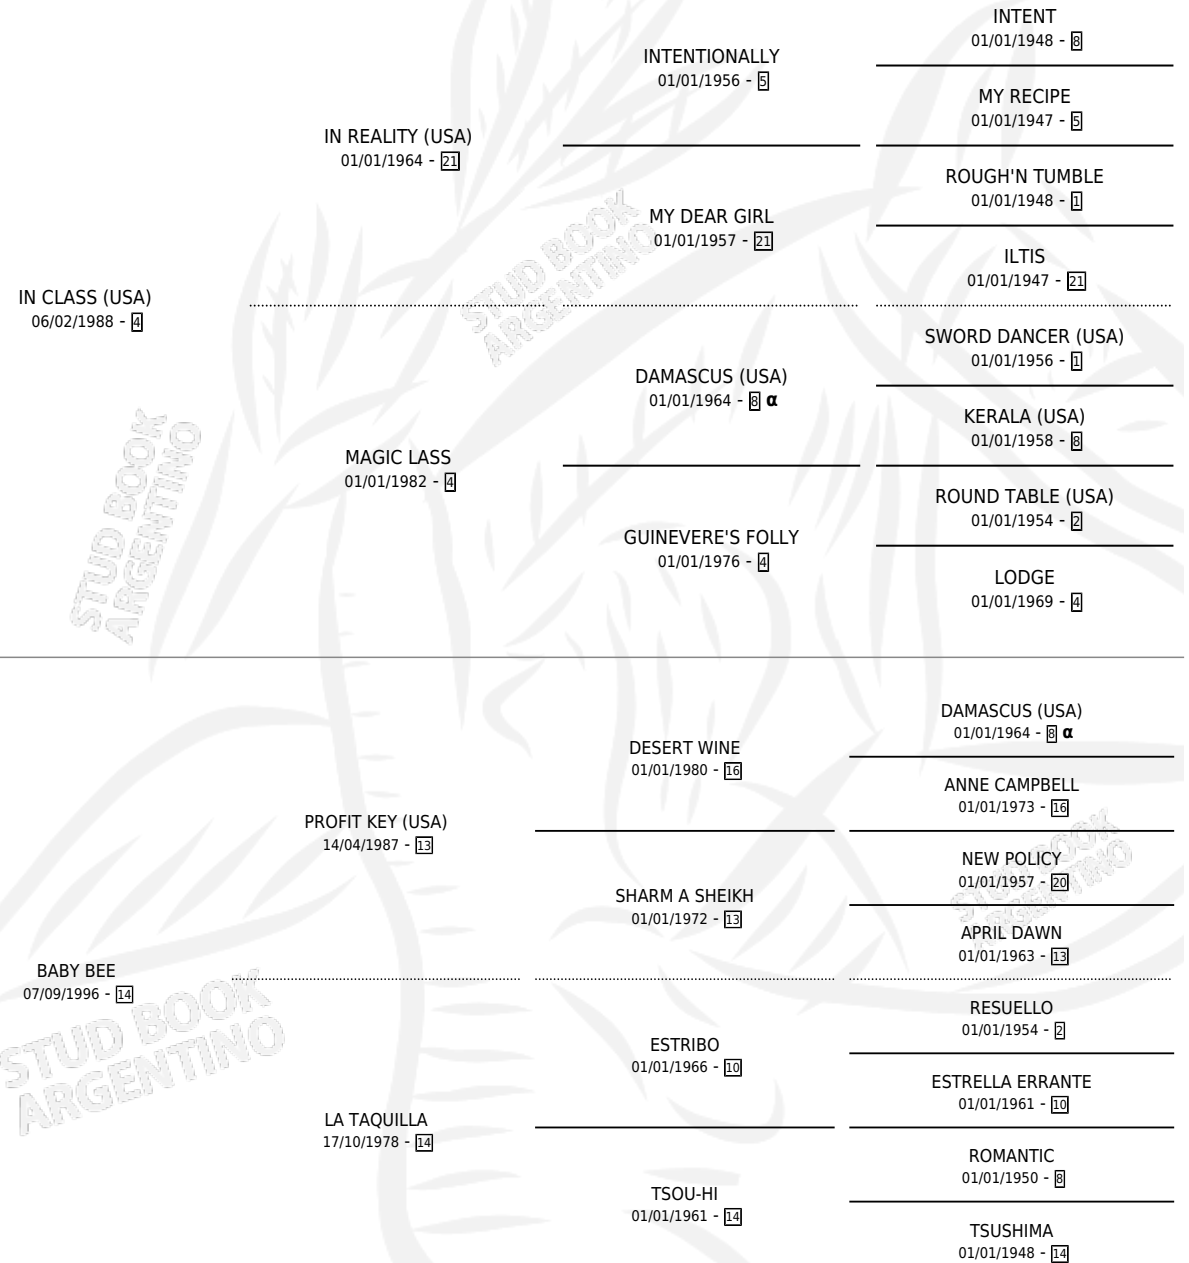 INTENT
01/01/1948 - 8
INTENTIONALLY
01/01/1956 - 5
MY RECIPE
01/01/1947 - 5
IN REALITY (USA)
01/01/1964 - 21
ROUGH'N TUMBLE
01/01/1948 - 1
MY DEAR GIRL
01/01/1957 - 21
ILTIS
01/01/1947 - 21
STUD BOOK
ARGENTINO
IN CLASS (USA)
06/02/1988 - 4
SWORD DANCER (USA)
01/01/1956 - 1
DAMASCUS (USA)
01/01/1964 - 8 α
KERALA (USA)
01/01/1958 - 8
MAGIC LASS
01/01/1982 - 4
ROUND TABLE (USA)
01/01/1954 - 2
GUINEVERE'S FOLLY
01/01/1976 - 4
LODGE
01/01/1969 - 4
STUD BOOK
ARGENTINO
DAMASCUS (USA)
01/01/1964 - 8 α
DESERT WINE
01/01/1980 - 16
ANNE CAMPBELL
01/01/1973 - 16
PROFIT KEY (USA)
14/04/1987 - 13
NEW POLICY
01/01/1957 - 20
SHARM A SHEIKH
01/01/1972 - 13
APRIL DAWN
01/01/1963 - 13
STUD BOOK
ARGENTINO
BABY BEE
07/09/1996 - 14
RESUELLO
01/01/1954 - 2
ESTRIBO
01/01/1966 - 10
ESTRELLA ERRANTE
01/01/1961 - 10
STUD BOOK
ARGENTINO
LA TAQUILLA
17/10/1978 - 14
ROMANTIC
01/01/1950 - 8
TSOU-HI
01/01/1961 - 14
TSUSHIMA
01/01/1948 - 14